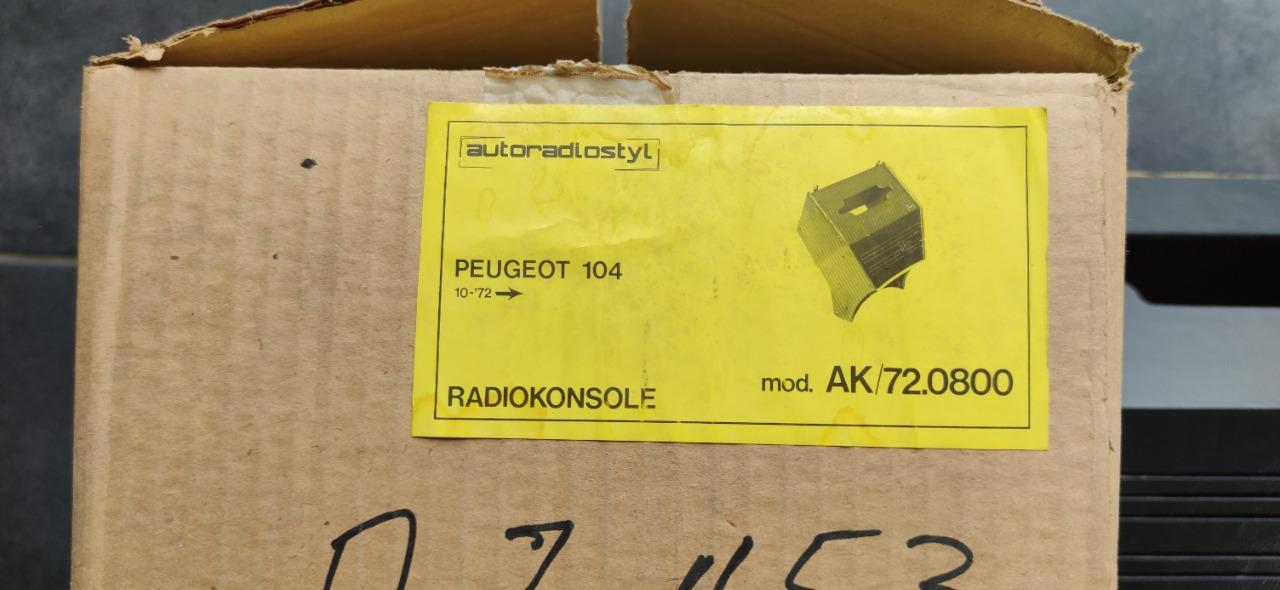 autoradiostyl
PEUGEOT 104
10-'72 →
RADIOKONSOLE
mod. AK/72.0800